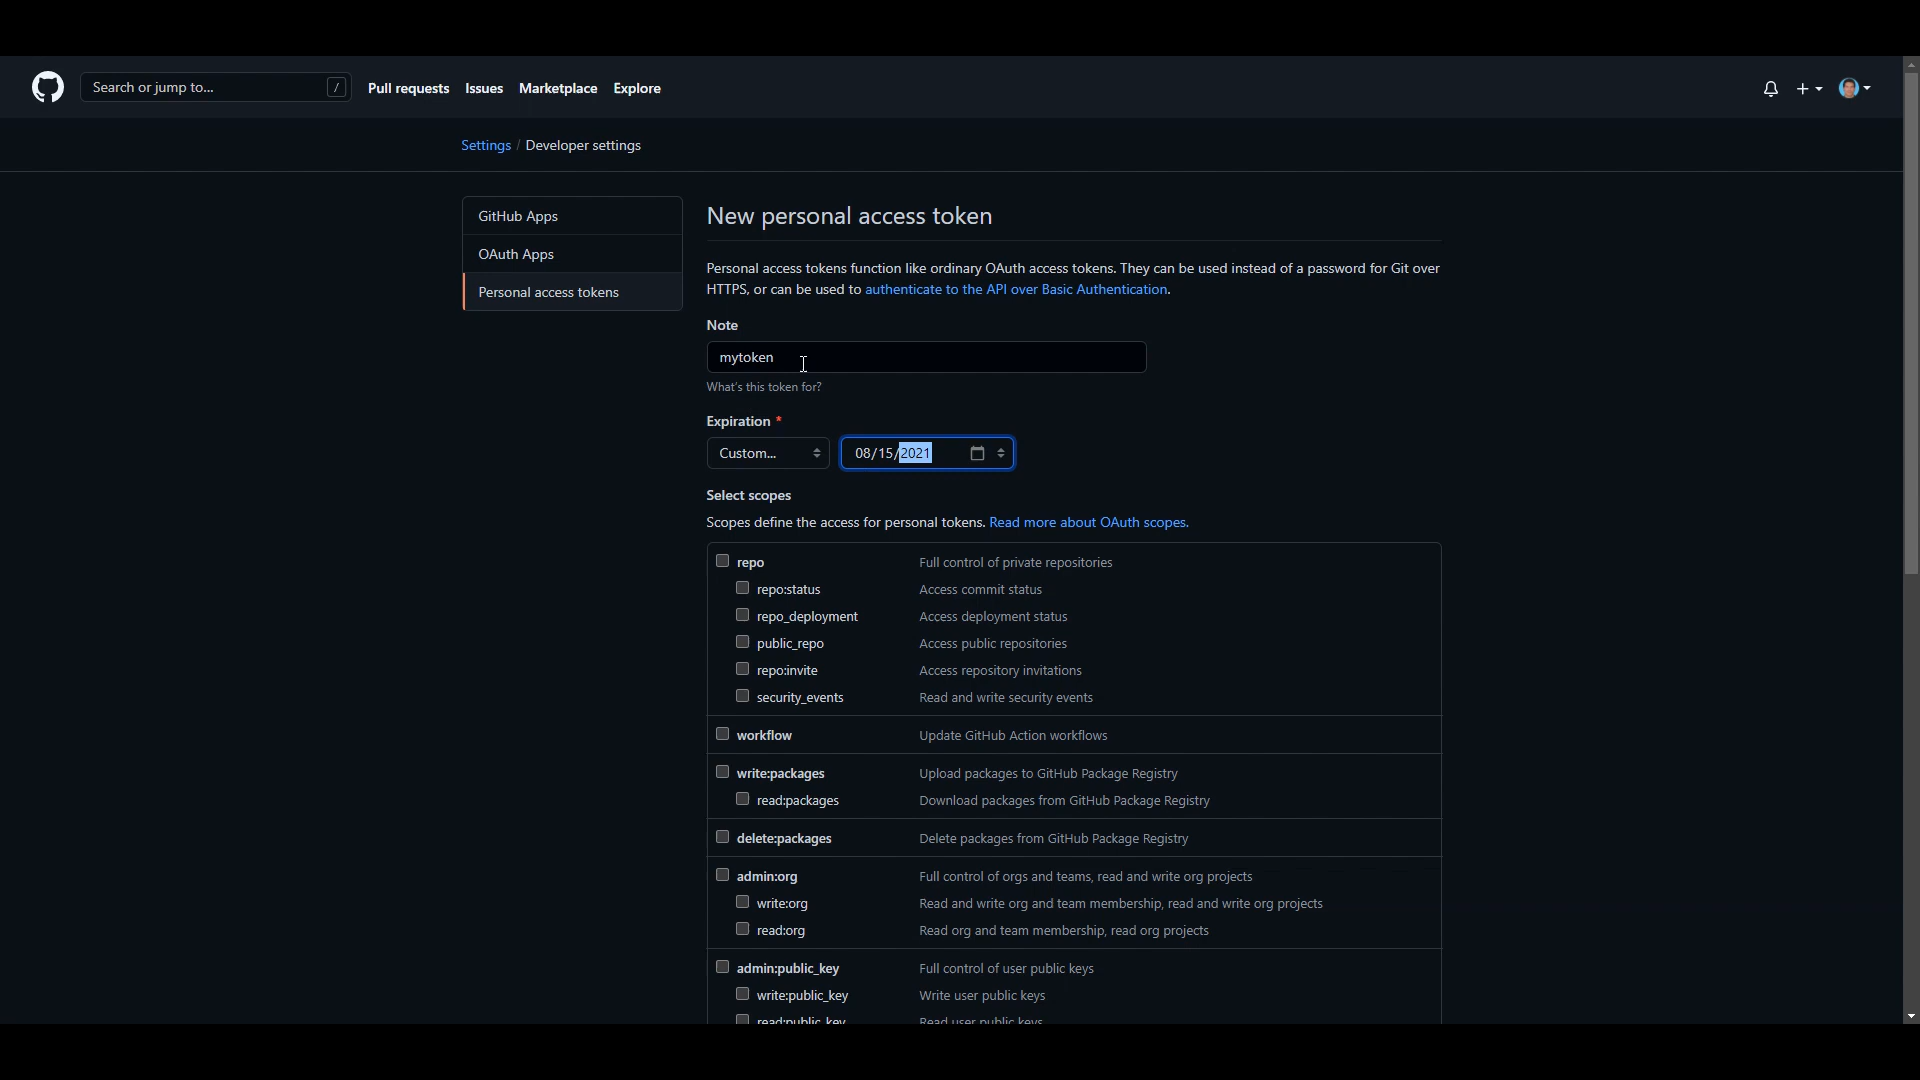 Search or jump to... /
Pull requests Issues Marketplace Explore
Settings / Developer settings
GitHub Apps
OAuth Apps
Personal access tokens
New personal access token
Personal access tokens function like ordinary OAuth access tokens. They can be used instead of a password for Git over
HTTPS, or can be used to authenticate to the API over Basic Authentication.
Note
mytoken
What's this token for?
Expiration *
Custom... 08/15/2021
Select scopes
Scopes define the access for personal tokens. Read more about OAuth scopes.
repo Full control of private repositories
repo:status Access commit status
repo_deployment Access deployment status
public_repo Access public repositories
repo:invite Access repository invitations
security_events Read and write security events
workflow Update GitHub Action workflows
write:packages Upload packages to GitHub Package Registry
read:packages Download packages from GitHub Package Registry
delete:packages Delete packages from GitHub Package Registry
admin:org Full control of orgs and teams, read and write org projects
write:org Read and write org and team membership, read and write org projects
read:org Read org and team membership, read org projects
admin:public_key Full control of user public keys
write:public_key Write user public keys
read:public_key Read user public keys